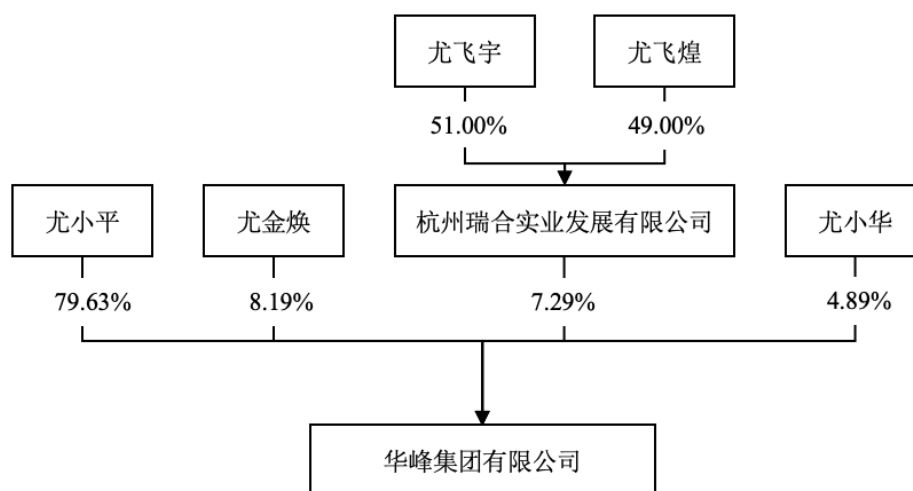 尤飞宇 尤飞煌
51.00% 49.00%
尤小平 尤金焕 杭州瑞合实业发展有限公司 尤小华
79.63% 8.19% 7.29% 4.89%
华峰集团有限公司